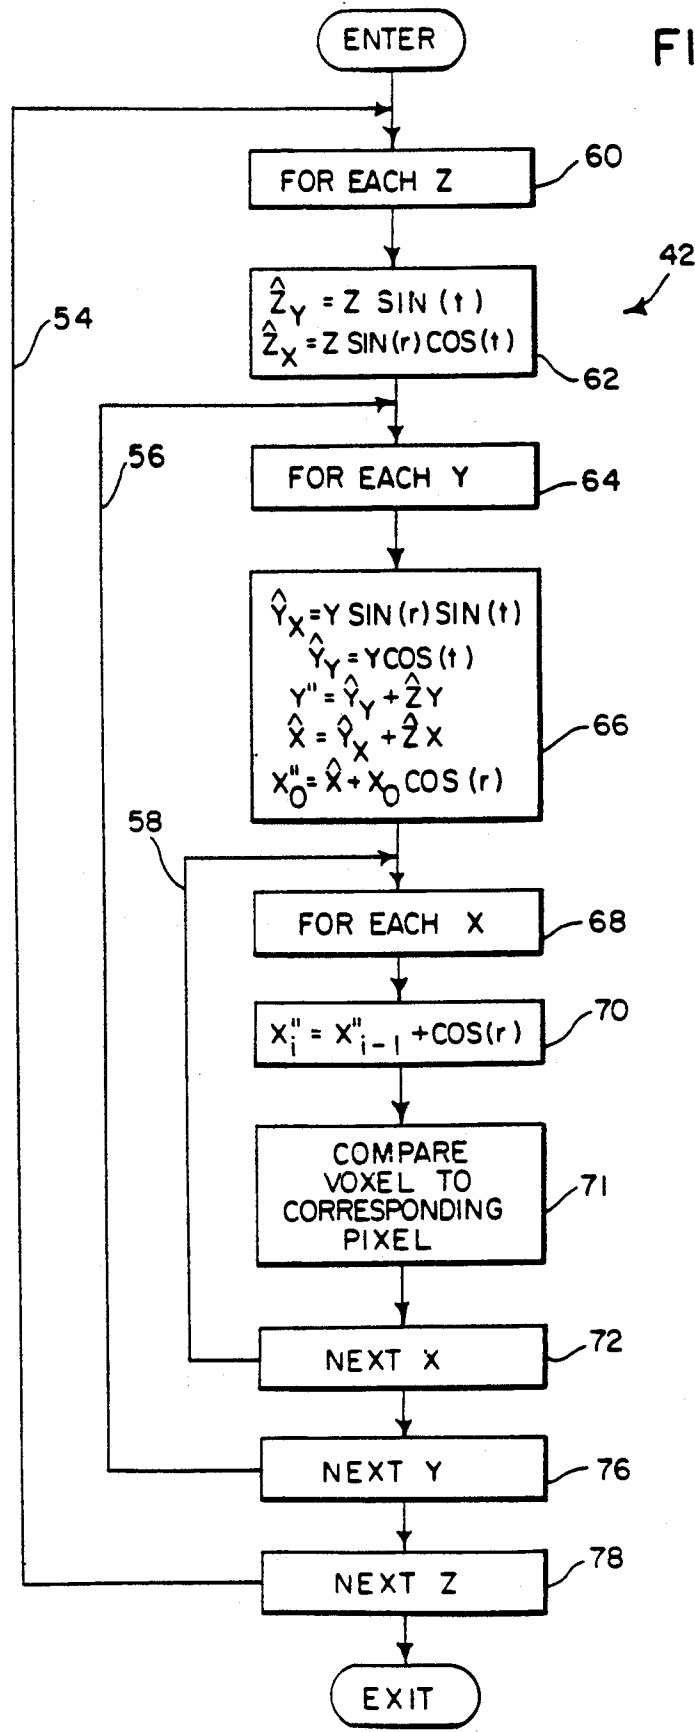 ENTER
FI
FOR EACH Z
60
42
Ẑ_Y = Z SIN (t)
Ẑ_X = Z SIN(r) COS(t)
54
62
56
FOR EACH Y
64
Ŷ_X = Y SIN(r) SIN(t)
Ŷ_Y = Y COS(t)
Y" = Ŷ_Y + Ẑ Y
X̂ = Ŷ_X + Ẑ X
X"_0 = X̂ + X_0 COS (r)
66
58
FOR EACH X
68
X"_i = X"_i-1 + COS(r)
70
COMPARE
VOXEL TO
CORRESPONDING
PIXEL
71
NEXT X
72
NEXT Y
76
NEXT Z
78
EXIT